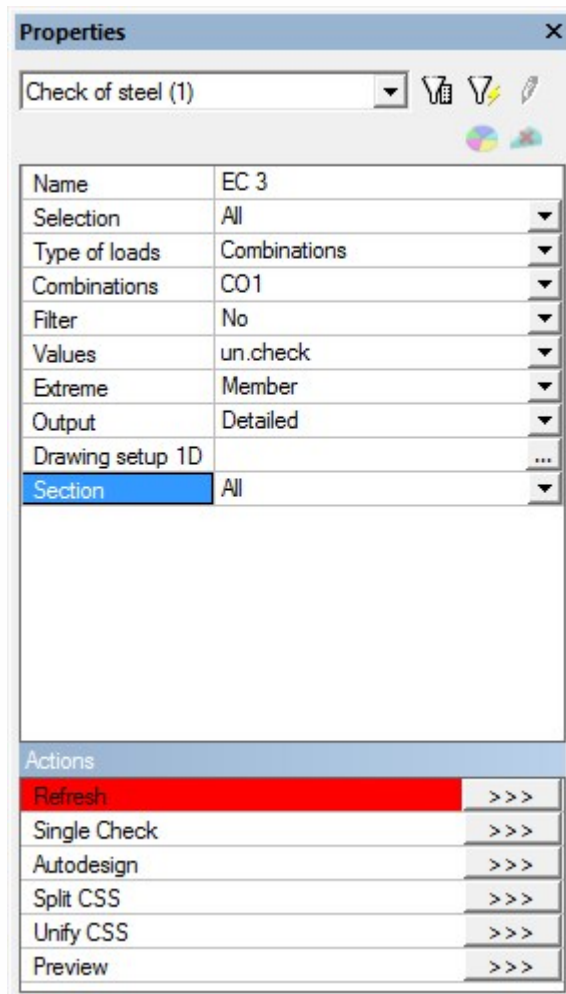 Properties
Check of steel (1)
Name EC 3
Selection All
Type of loads Combinations
Combinations CO1
Filter No
Values un.check
Extreme Member
Output Detailed
Drawing setup 1D ...
Section All
Actions
Refresh >>>
Single Check >>>
Autodesign >>>
Split CSS >>>
Unify CSS >>>
Preview >>>